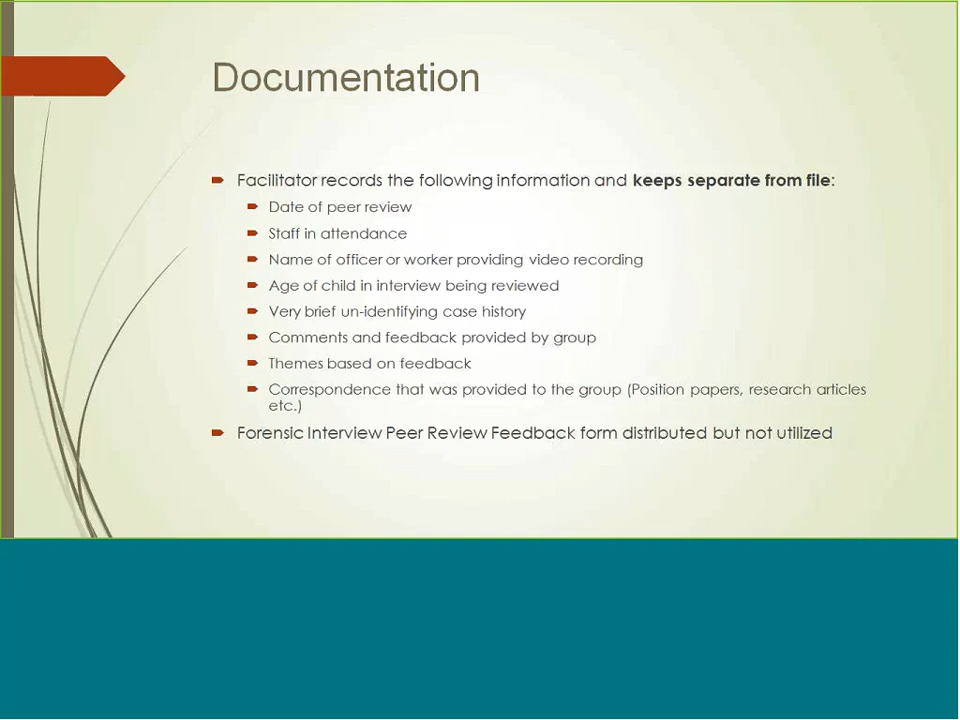 Documentation
Facilitator records the following information and keeps separate from file:
Date of peer review
Staff in attendance
Name of officer or worker providing video recording
Age of child in interview being reviewed
Very brief un-identifying case history
Comments and feedback provided by group
Themes based on feedback
Correspondence that was provided to the group (Position papers, research articles
etc.)
Forensic Interview Peer Review Feedback form distributed but not utilized